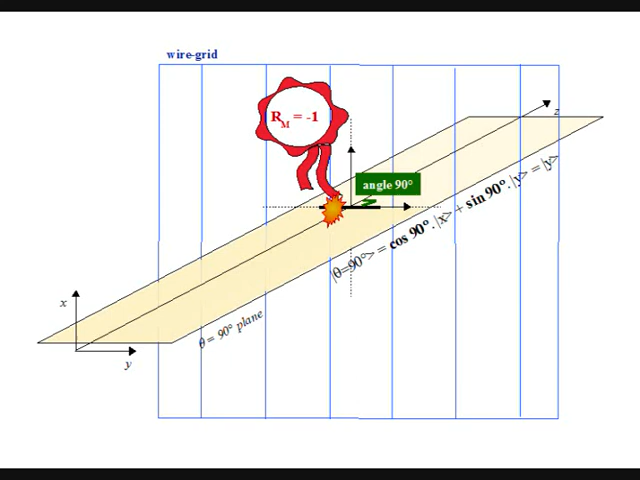 wire-grid
R_M = -1
z
angle 90°
|θ=90°> = cos 90°.|x> + sin 90°.|y> = |y>
x
θ = 90° plane
y